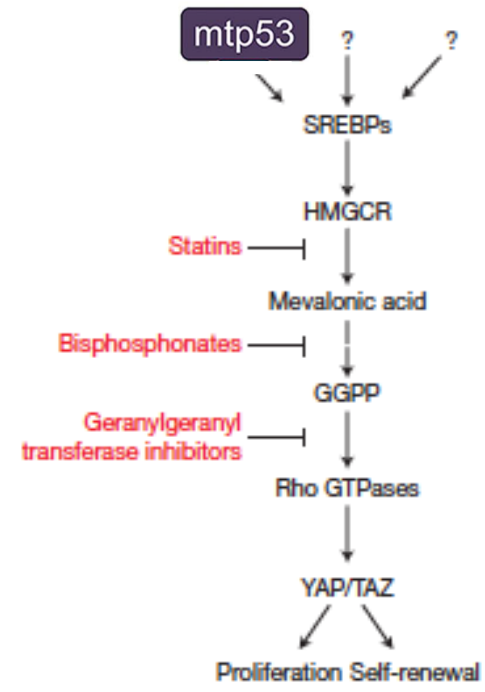 mtp53
? ?
SREBPs
HMGCR
Statins
Mevalonic acid
Bisphosphonates
GGPP
Geranylgeranyl
transferase inhibitors
Rho GTPases
YAP/TAZ
Proliferation Self-renewal